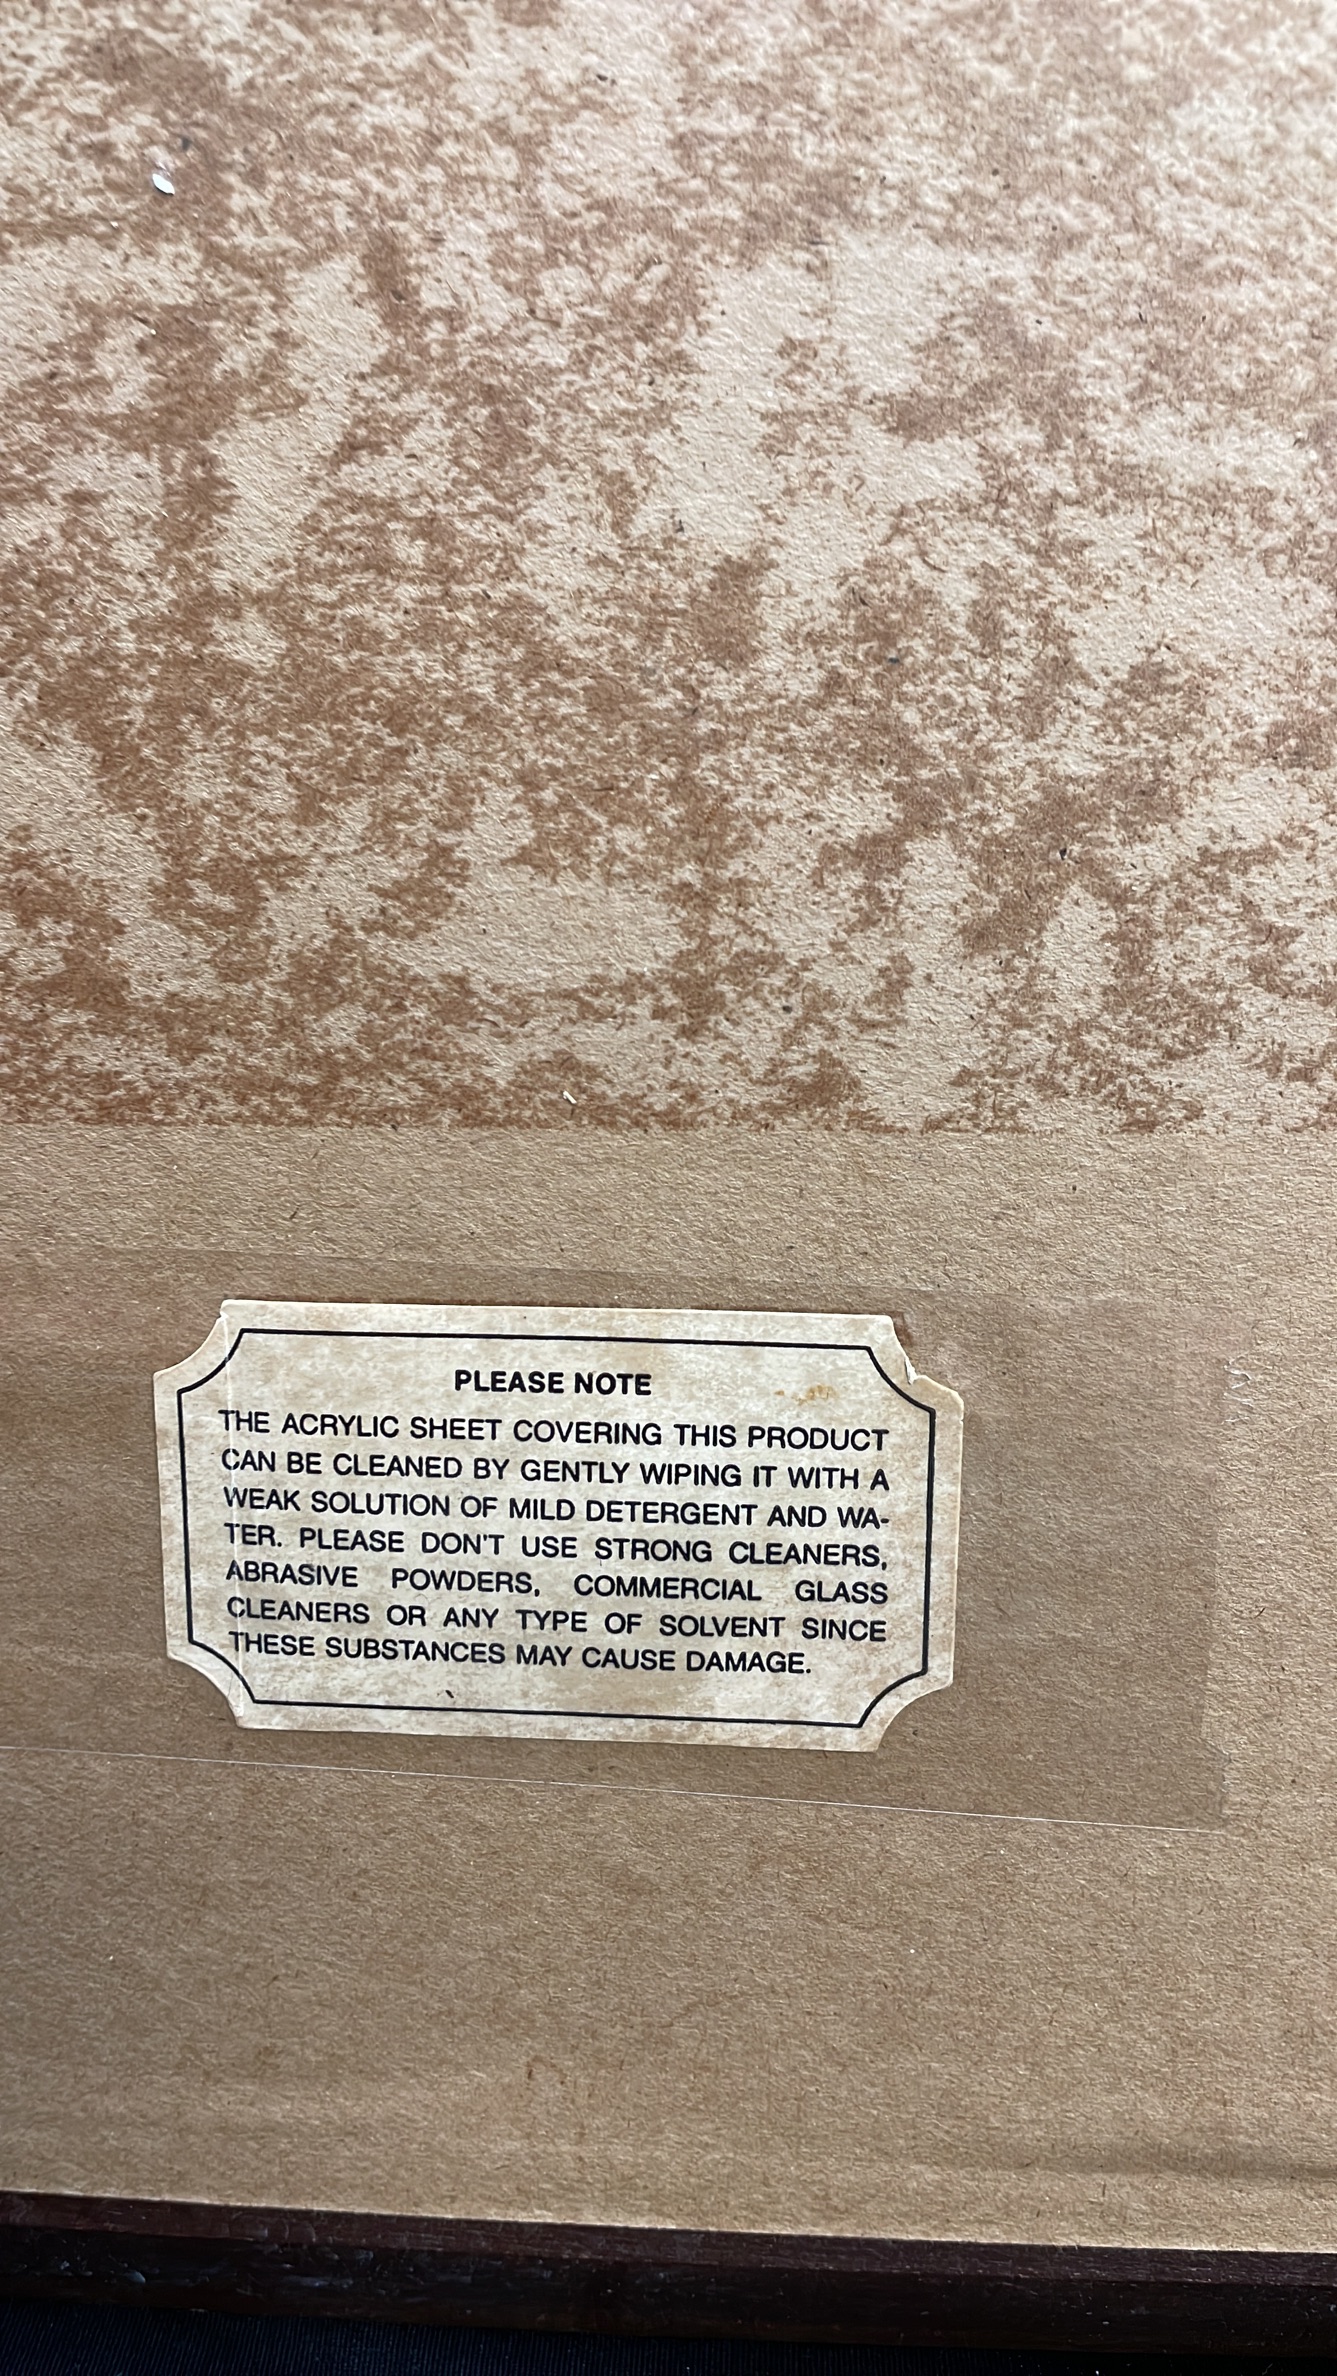 PLEASE NOTE
THE ACRYLIC SHEET COVERING THIS PRODUCT
CAN BE CLEANED BY GENTLY WIPING IT WITH A
WEAK SOLUTION OF MILD DETERGENT AND WA-
TER. PLEASE DON'T USE STRONG CLEANERS,
ABRASIVE POWDERS, COMMERCIAL GLASS
CLEANERS OR ANY TYPE OF SOLVENT SINCE
THESE SUBSTANCES MAY CAUSE DAMAGE.